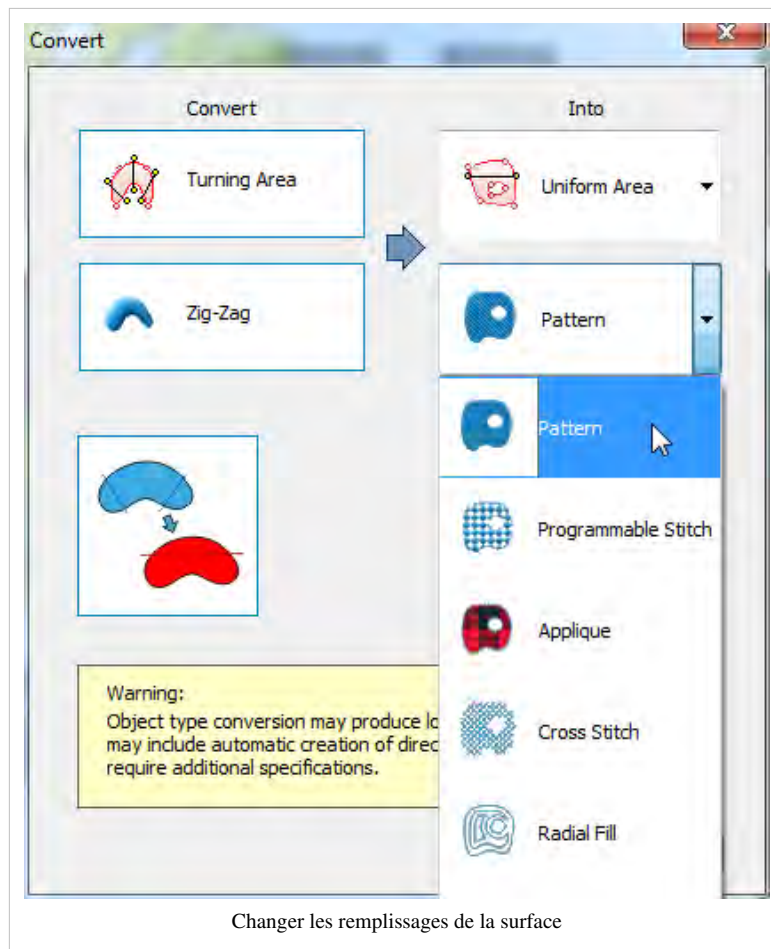 Convert
Convert
Into
Turning Area
Uniform Area
Zig-Zag
Pattern
Pattern
Programmable Stitch
Applique
Cross Stitch
Radial Fill
Warning:
Object type conversion may produce
may include automatic creation of
require additional specifications.
Changer les remplissages de la surface